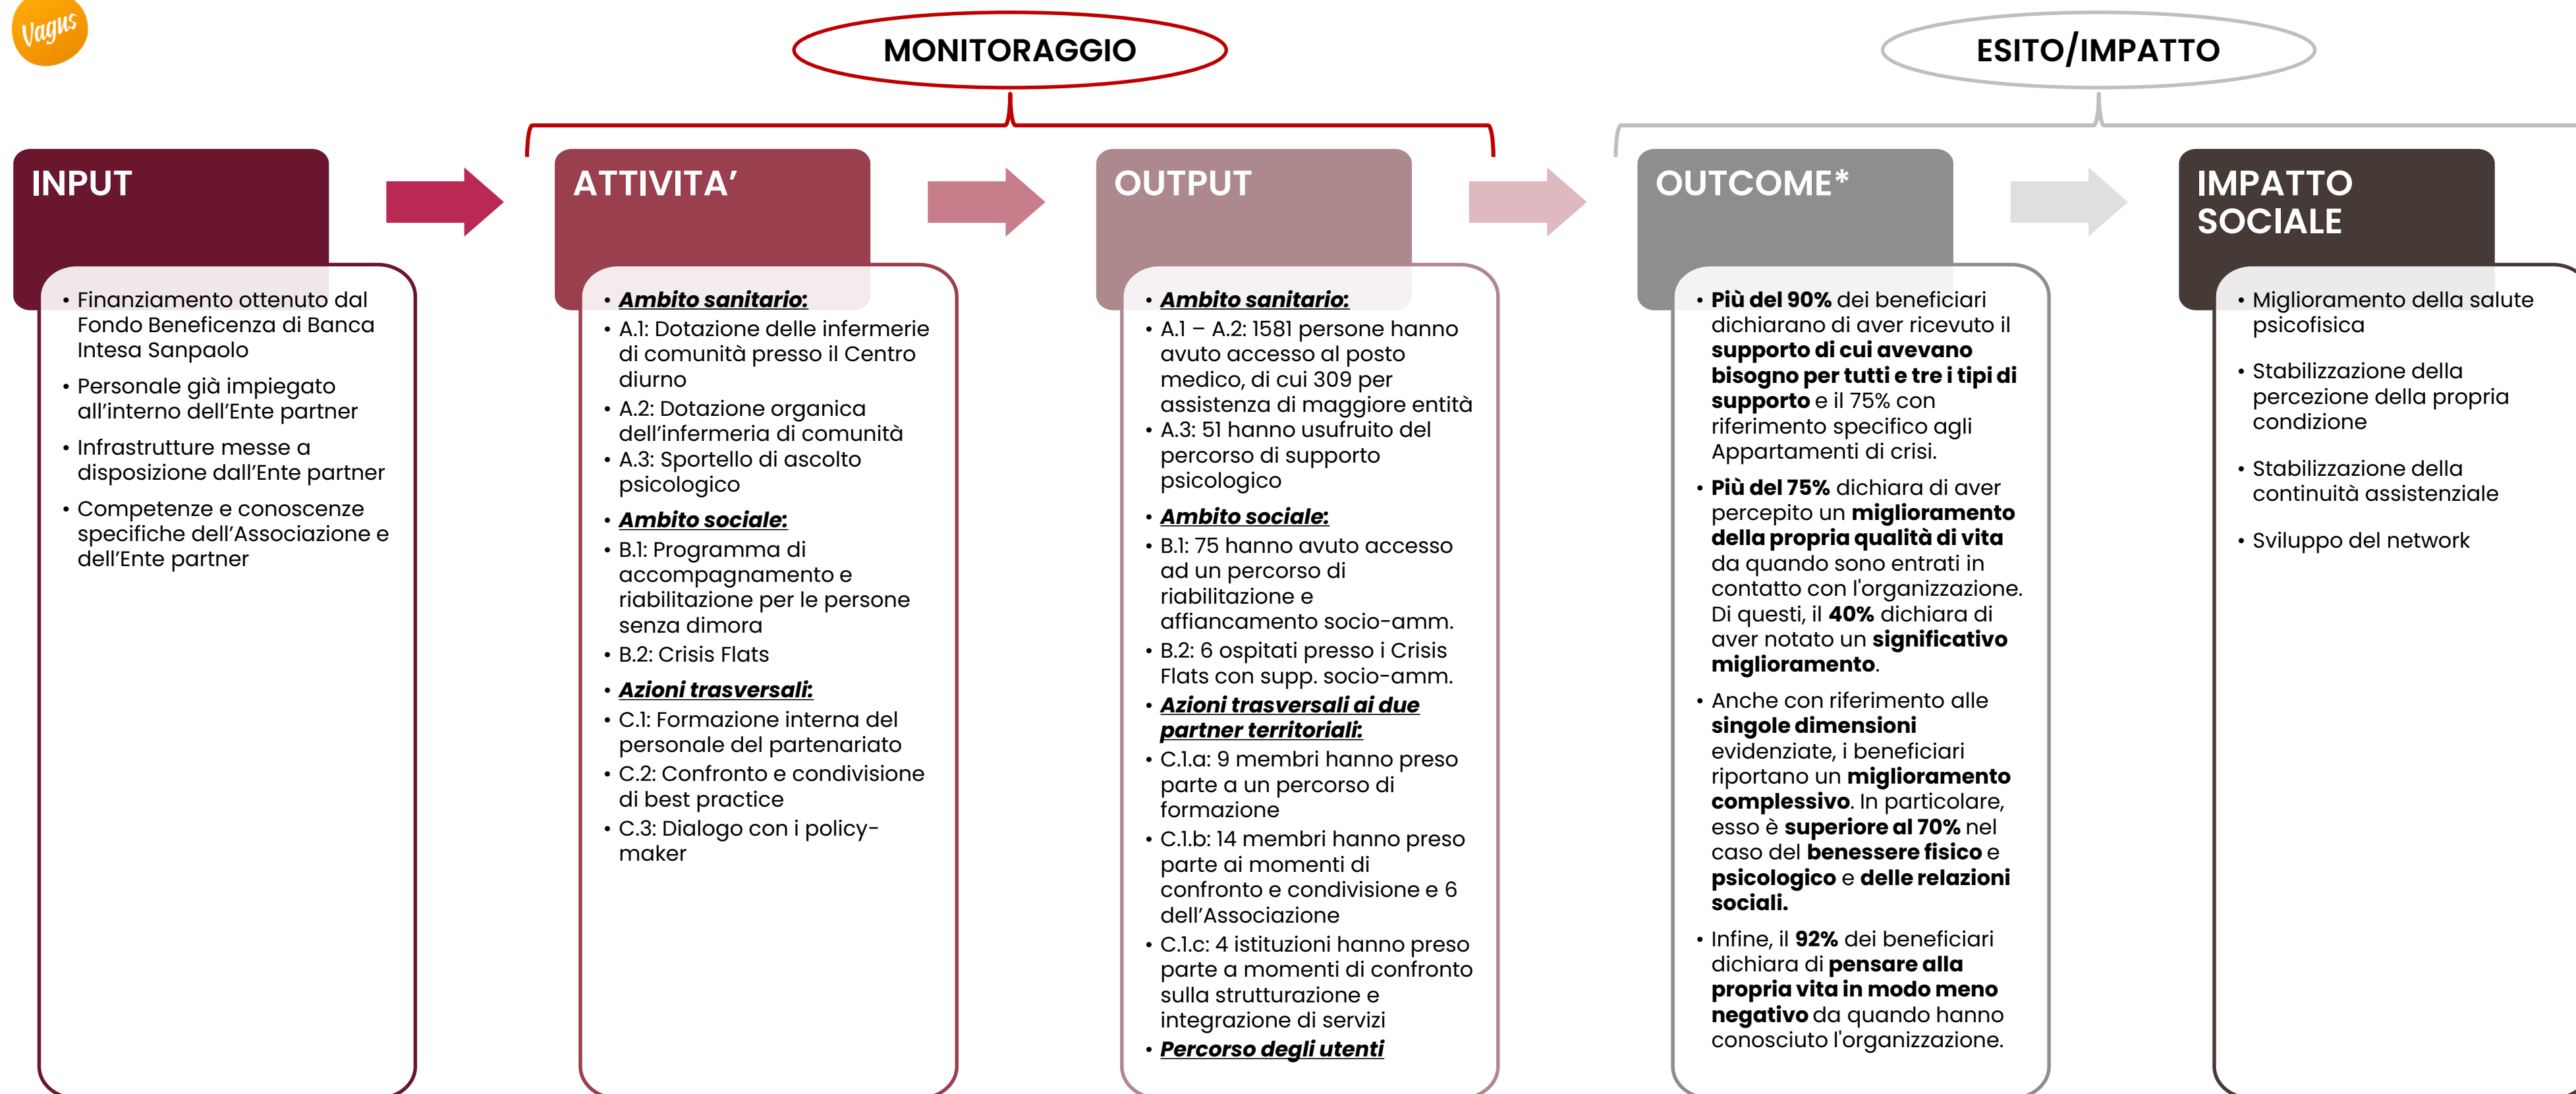 Vagus
MONITORAGGIO
ESITO/IMPATTO
INPUT
• Finanziamento ottenuto dal
Fondo Beneficenza di Banca
Intesa Sanpaolo
• Personale già impiegato
all’interno dell’Ente partner
• Infrastrutture messe a
disposizione dall’Ente partner
• Competenze e conoscenze
specifiche dell’Associazione e
dell’Ente partner
ATTIVITA’
• Ambito sanitario:
• A.1: Dotazione delle infermerie
di comunità presso il Centro
diurno
• A.2: Dotazione organica
dell’infermeria di comunità
• A.3: Sportello di ascolto
psicologico
• Ambito sociale:
• B.1: Programma di
accompagnamento e
riabilitazione per le persone
senza dimora
• B.2: Crisis Flats
• Azioni trasversali:
• C.1: Formazione interna del
personale del partenariato
• C.2: Confronto e condivisione
di best practice
• C.3: Dialogo con i policy-
maker
OUTPUT
• Ambito sanitario:
• A.1 – A.2: 1581 persone hanno
avuto accesso al posto
medico, di cui 309 per
assistenza di maggiore entità
• A.3: 51 hanno usufruito del
percorso di supporto
psicologico
• Ambito sociale:
• B.1: 75 hanno avuto accesso
ad un percorso di
riabilitazione e
affiancamento socio-amm.
• B.2: 6 ospitati presso i Crisis
Flats con supp. socio-amm.
• Azioni trasversali ai due
partner territoriali:
• C.1.a: 9 membri hanno preso
parte a un percorso di
formazione
• C.1.b: 14 membri hanno preso
parte ai momenti di
confronto e condivisione e 6
dell’Associazione
• C.1.c: 4 istituzioni hanno preso
parte a momenti di confronto
sulla strutturazione e
integrazione di servizi
• Percorso degli utenti
OUTCOME*
• Più del 90% dei beneficiari
dichiarano di aver ricevuto il
supporto di cui avevano
bisogno per tutti e tre i tipi di
supporto e il 75% con
riferimento specifico agli
Appartamenti di crisi.
• Più del 75% dichiara di aver
percepito un miglioramento
della propria qualità di vita
da quando sono entrati in
contatto con l'organizzazione.
Di questi, il 40% dichiara di
aver notato un significativo
miglioramento.
• Anche con riferimento alle
singole dimensioni
evidenziate, i beneficiari
riportano un miglioramento
complessivo. In particolare,
esso è superiore al 70% nel
caso del benessere fisico e
psicologico e delle relazioni
sociali.
• Infine, il 92% dei beneficiari
dichiara di pensare alla
propria vita in modo meno
negativo da quando hanno
conosciuto l'organizzazione.
IMPATTO
SOCIALE
• Miglioramento della salute
psicofisica
• Stabilizzazione della
percezione della propria
condizione
• Stabilizzazione della
continuità assistenziale
• Sviluppo del network